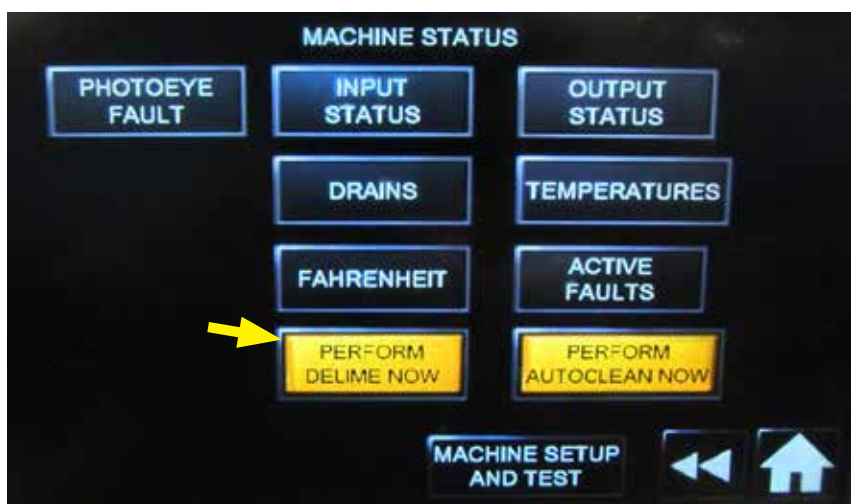 MACHINE STATUS
PHOTOEYE
FAULT
INPUT
STATUS
OUTPUT
STATUS
DRAINS
TEMPERATURES
FAHRENHEIT
ACTIVE
FAULTS
PERFORM
DELIME NOW
PERFORM
AUTOCLEAN NOW
MACHINE SETUP
AND TEST